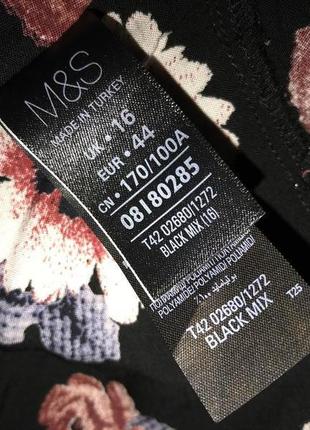 M&S
MADE IN TURKEY
UK • 16
EUR • 44
CN • 170/100A
08180285
T42 02680/1272
BLACK MIX (16)
POLYAMIDE/
T42 02680/1272
BLACK MIX
T25